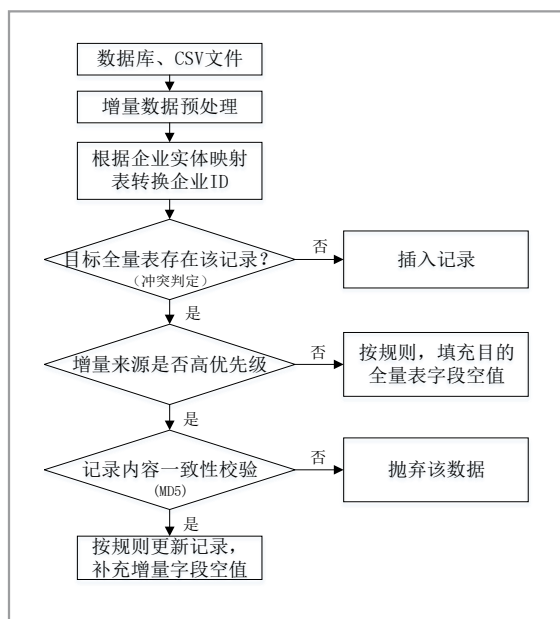 数据库、CSV文件
增量数据预处理
根据企业实体映射
表转换企业ID
目标全量表存在该记录？
（冲突判定）
否
插入记录
是
增量来源是否高优先级
否
按规则，填充目的
全量表字段空值
是
记录内容一致性校验
(MD5)
否
抛弃该数据
是
按规则更新记录，
补充增量字段空值